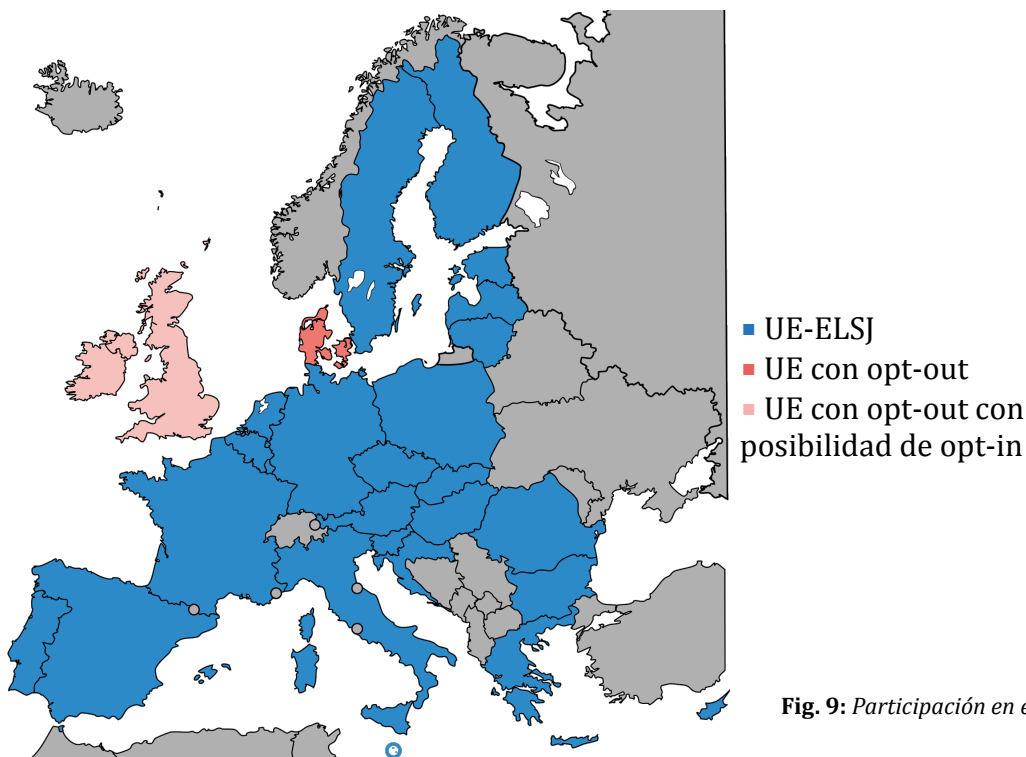 UE-ELSJ
UE con opt-out
UE con opt-out con
posibilidad de opt-in
Fig. 9: Participación en